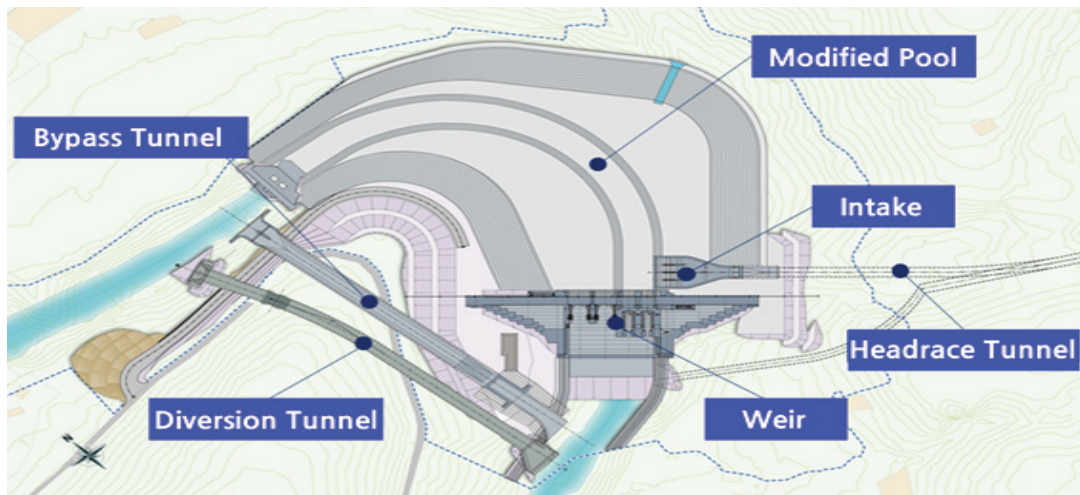 Modified Pool
Bypass Tunnel
Intake
Headrace Tunnel
Diversion Tunnel
Weir
N